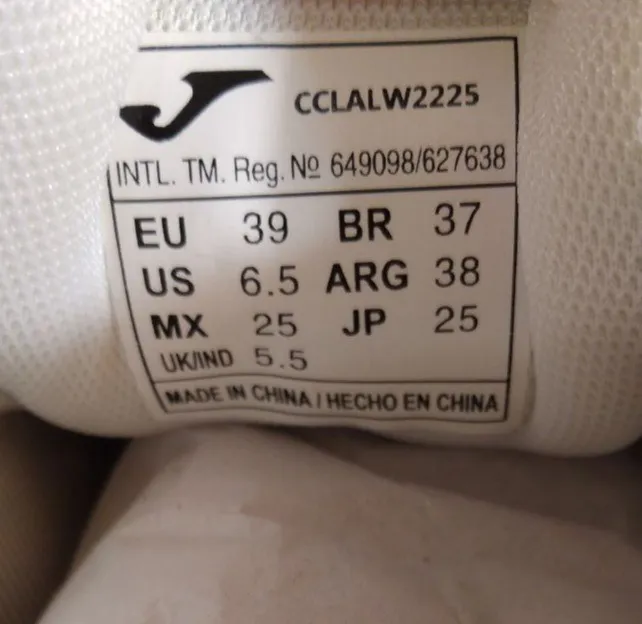 CCLALW2225
INTL. TM. Reg. Nº 649098/627638
EU 39 BR 37
US 6.5 ARG 38
MX 25 JP 25
UK/IND 5.5
MADE IN CHINA / HECHO EN CHINA